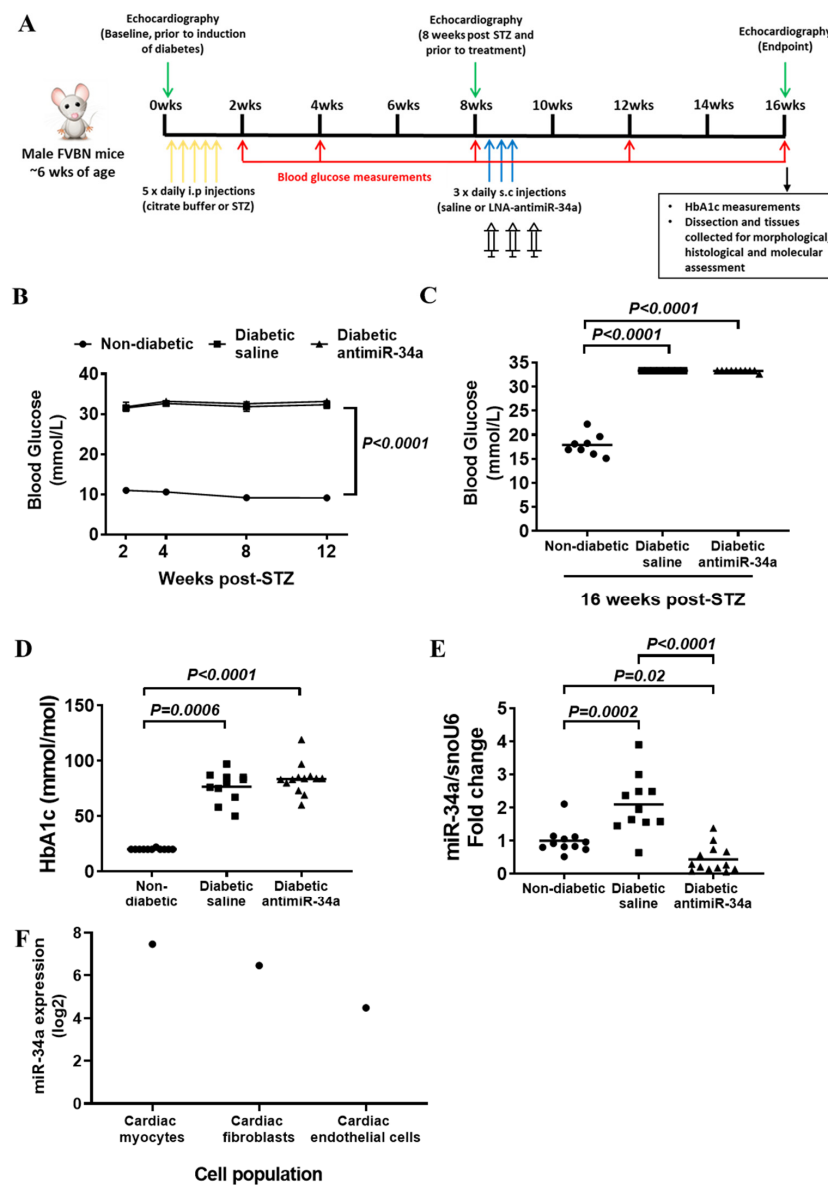 A
Echocardiography
(Baseline, prior to induction
of diabetes)
Echocardiography
(8 weeks post STZ and
prior to treatment)
Echocardiography
(Endpoint)
0wks 2wks 4wks 6wks 8wks 10wks 12wks 14wks 16wks
Male FVBN mice
~6 wks of age
Blood glucose measurements
5 x daily i.p injections
(citrate buffer or STZ)
3 x daily s.c injections
(saline or LNA-antimiR-34a)
• HbA1c measurements
• Dissection and tissues
collected for morphological,
histological and molecular
assessment
B
Non-diabetic
Diabetic
saline
Diabetic
antimiR-34a
Blood Glucose
(mmol/L)
40
30
20
10
0
P<0.0001
2 4 8 12
Weeks post-STZ
C
P<0.0001
P<0.0001
Blood Glucose
(mmol/L)
35
30
25
20
15
10
5
0
Non-diabetic
Diabetic
saline
Diabetic
antimiR-34a
16 weeks post-STZ
D
P<0.0001
P=0.0006
HbA1c (mmol/mol)
150
100
50
0
Non-
diabetic
Diabetic
saline
Diabetic
antimiR-34a
E
P<0.0001
P=0.02
P=0.0002
miR-34a/snoU6
Fold change
5
4
3
2
1
0
Non-diabetic
Diabetic
saline
Diabetic
antimiR-34a
F
miR-34a expression
(log2)
8
6
4
2
0
Cardiac
myocytes
Cardiac
fibroblasts
Cardiac
endothelial cells
Cell population